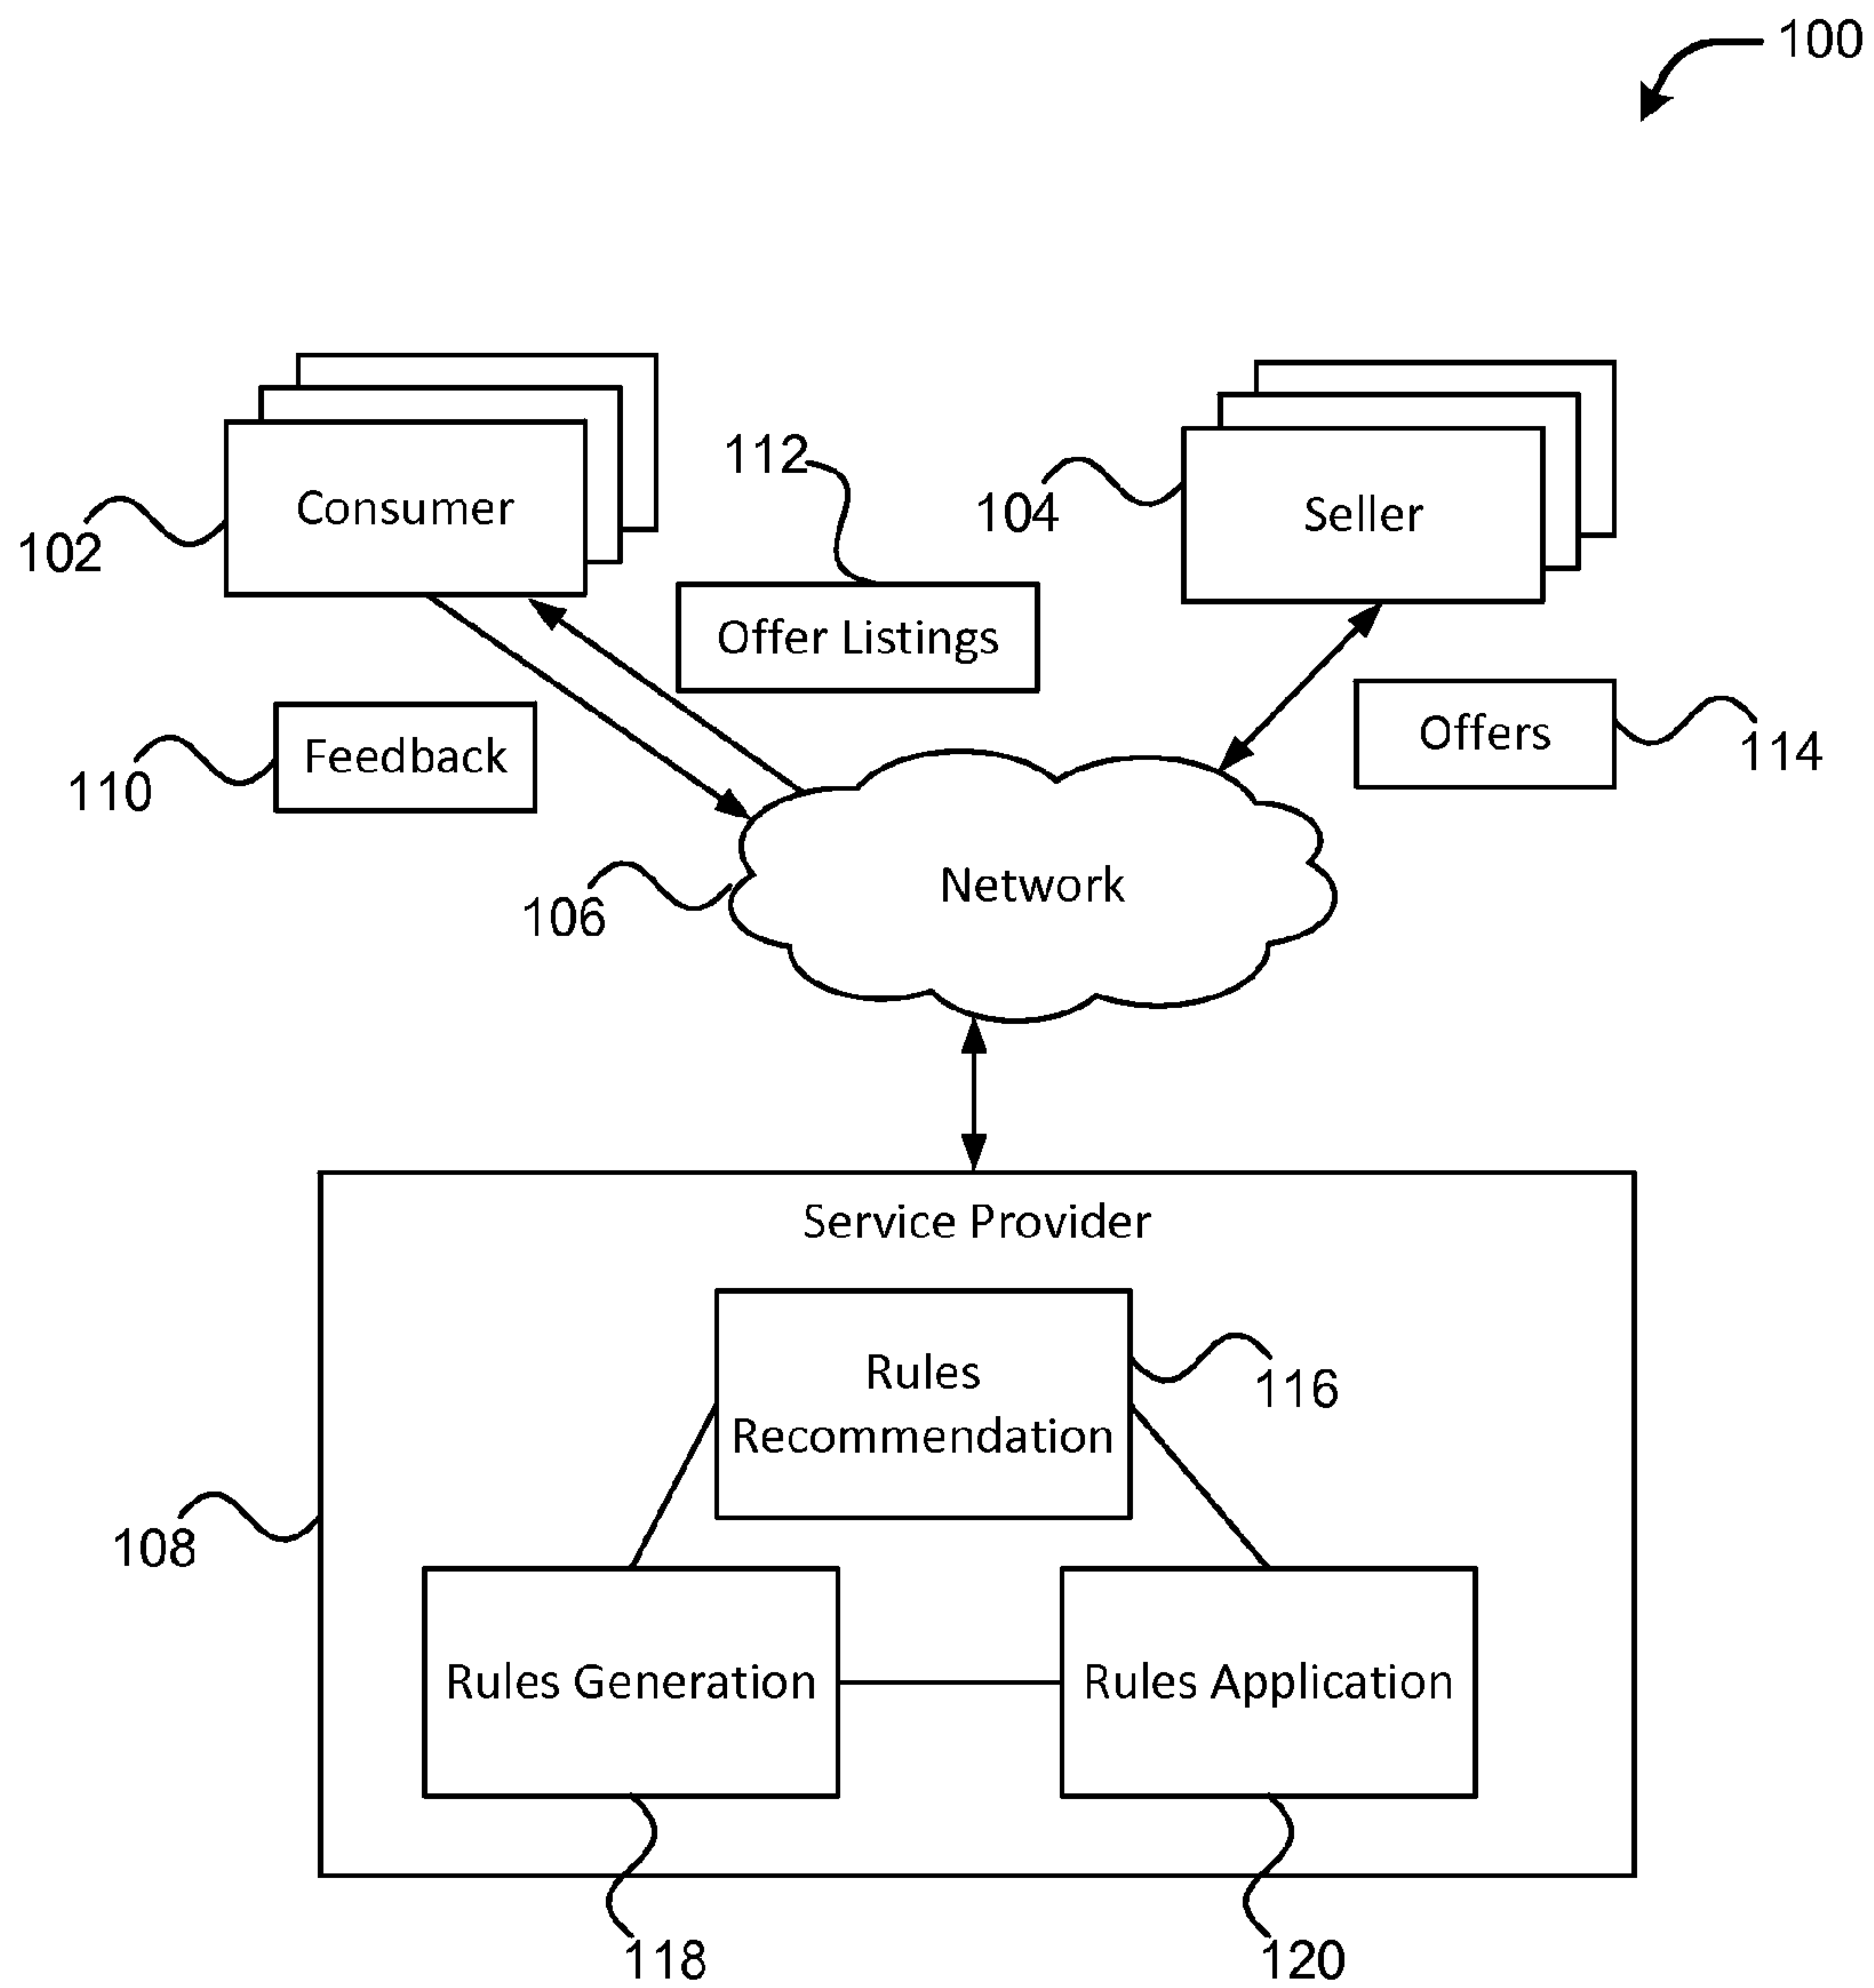 100
112
Consumer
104
Seller
102
Offer Listings
Offers
114
Feedback
110
Network
106
Service Provider
Rules
Recommendation
116
108
Rules Generation
Rules Application
118
120